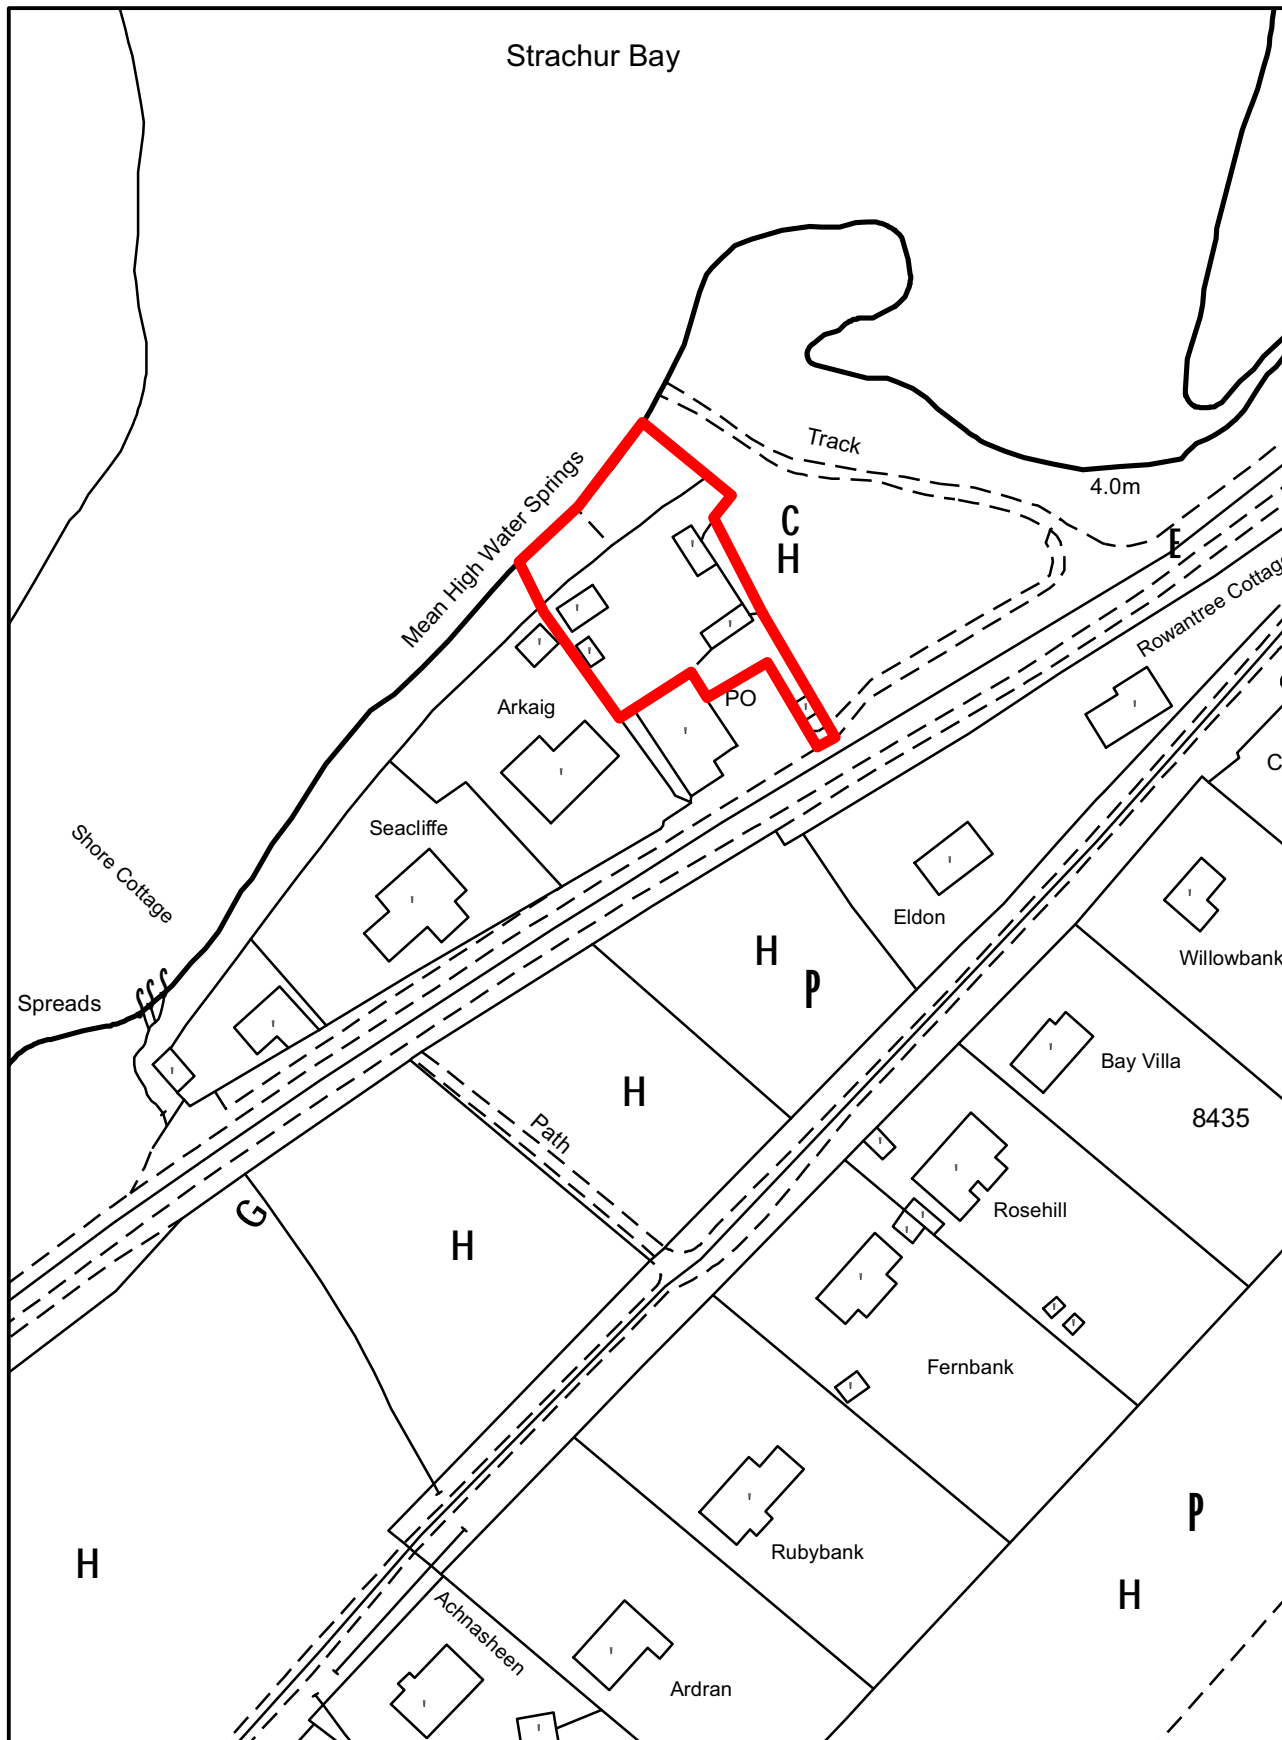 Strachur Bay
Track
4.0m
Mean High Water Springs
C
H
E
Rowantree Cottage
PO
Arkaig
Seacliffe
Shore Cottage
Eldon
H
P
Willowbank
Spreads
Bay Villa
H
Path
8435
G
H
Rosehill
Fernbank
P
Rubybank
H
H
Achnasheen
Ardran